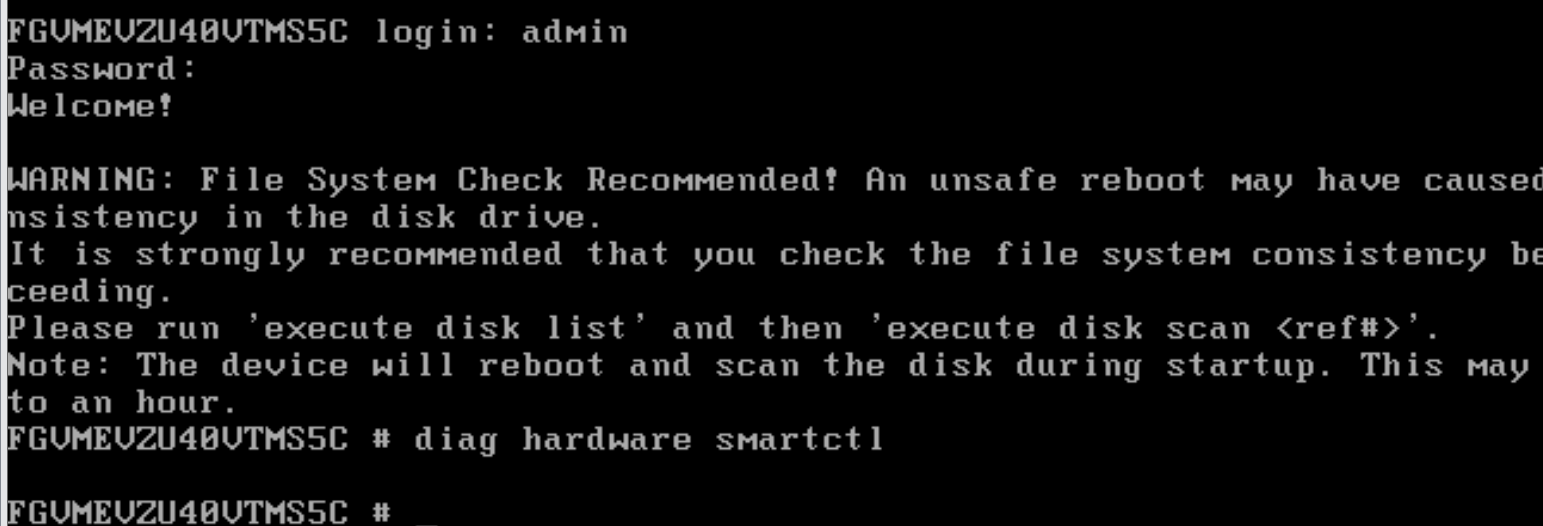 FGVMEVZU40VTMS5C login: admin
Password:
Welcome!
WARNING: File System Check Recommended! An unsafe reboot may have caused
nsistency in the disk drive.
It is strongly recommended that you check the file system consistency be
ceeding.
Please run 'execute disk list' and then 'execute disk scan <ref#>'.
Note: The device will reboot and scan the disk during startup. This may
to an hour.
FGVMEVZU40VTMS5C # diag hardware smartctl
FGVMEVZU40VTMS5C #